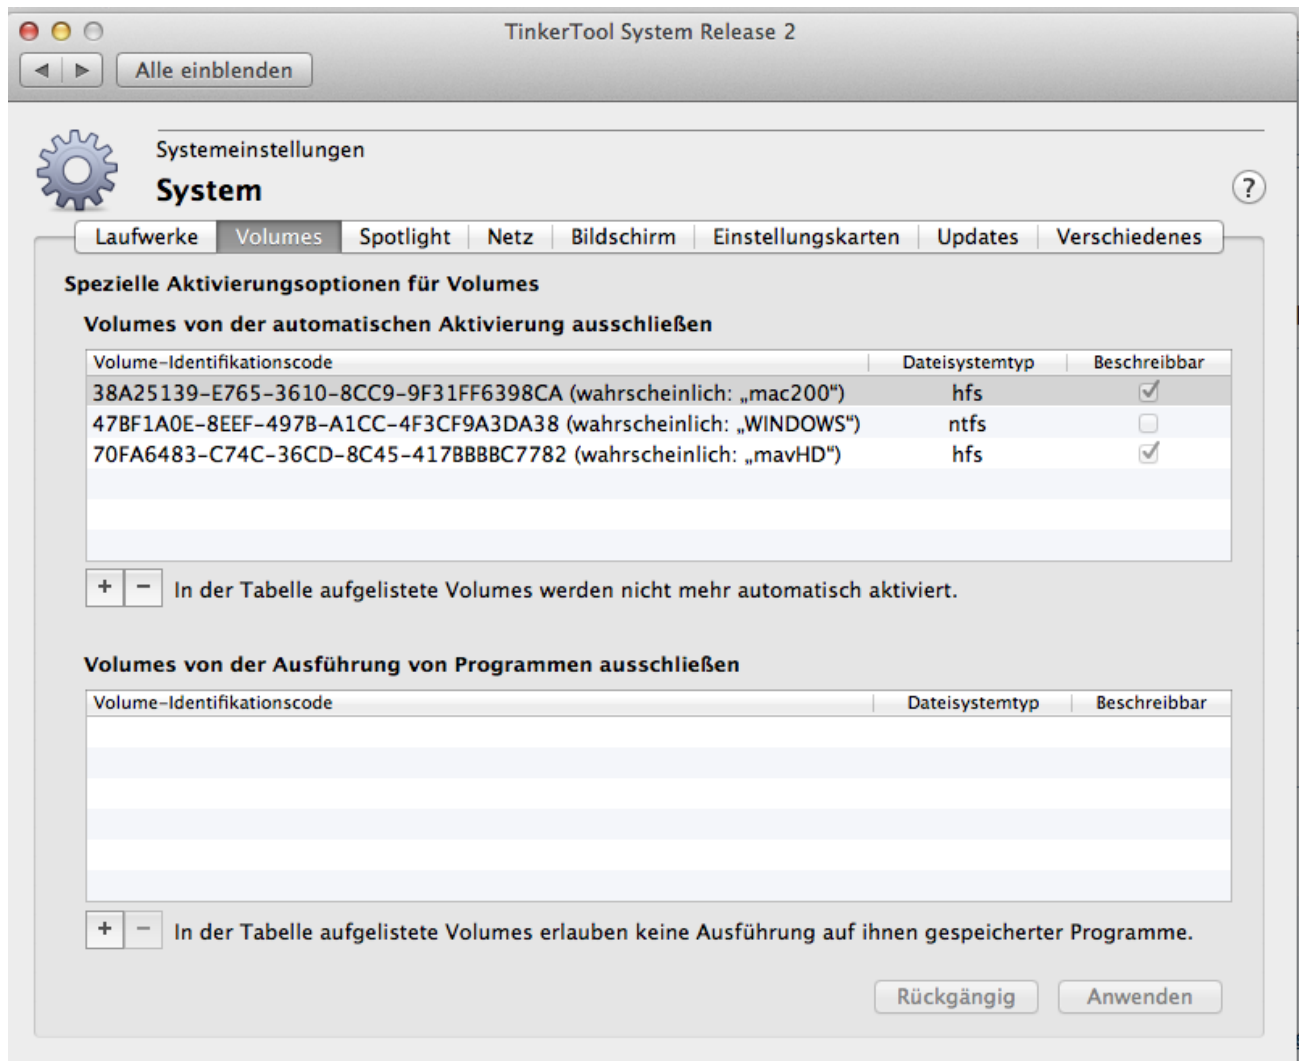 TinkerTool System Release 2
Alle einblenden
Systemeinstellungen
System
?
Laufwerke Volumes Spotlight Netz Bildschirm Einstellungskarten Updates Verschiedenes
Spezielle Aktivierungsoptionen für Volumes
Volumes von der automatischen Aktivierung ausschließen
Volume-Identifikationscode Dateisystemtyp Beschreibbar
38A25139-E765-3610-8CC9-9F31FF6398CA (wahrscheinlich: „mac200“) hfs
47BF1A0E-8EEF-497B-A1CC-4F3CF9A3DA38 (wahrscheinlich: „WINDOWS“) ntfs
70FA6483-C74C-36CD-8C45-417BBBBC7782 (wahrscheinlich: „mavHD“) hfs
+ − In der Tabelle aufgelistete Volumes werden nicht mehr automatisch aktiviert.
Volumes von der Ausführung von Programmen ausschließen
Volume-Identifikationscode Dateisystemtyp Beschreibbar
+ − In der Tabelle aufgelistete Volumes erlauben keine Ausführung auf ihnen gespeicherter Programme.
Rückgängig Anwenden